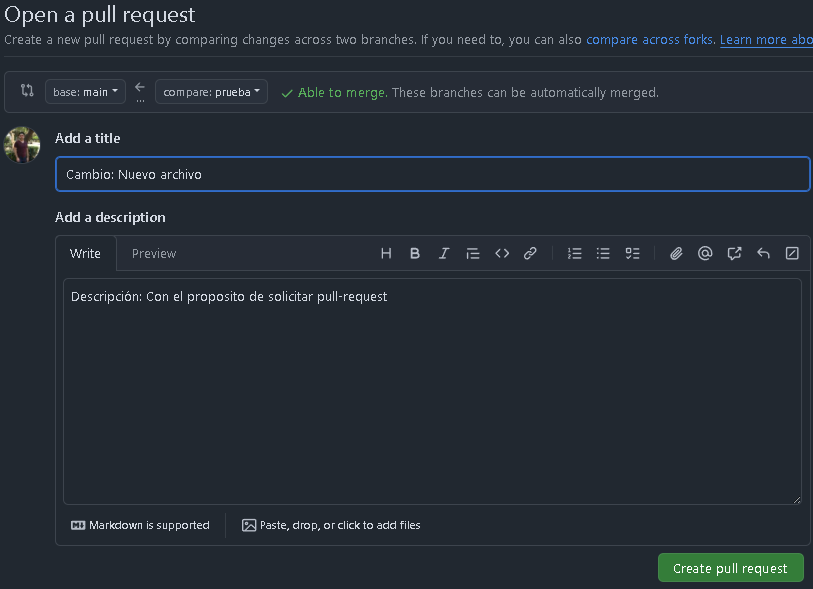 Open a pull request
Create a new pull request by comparing changes across two branches. If you need to, you can also compare across forks. Learn more abo
base: main ... compare: prueba Able to merge. These branches can be automatically merged.
Add a title
Cambio: Nuevo archivo
Add a description
Write Preview H B I
Descripción: Con el proposito de solicitar pull-request
Markdown is supported Paste, drop, or click to add files
Create pull request